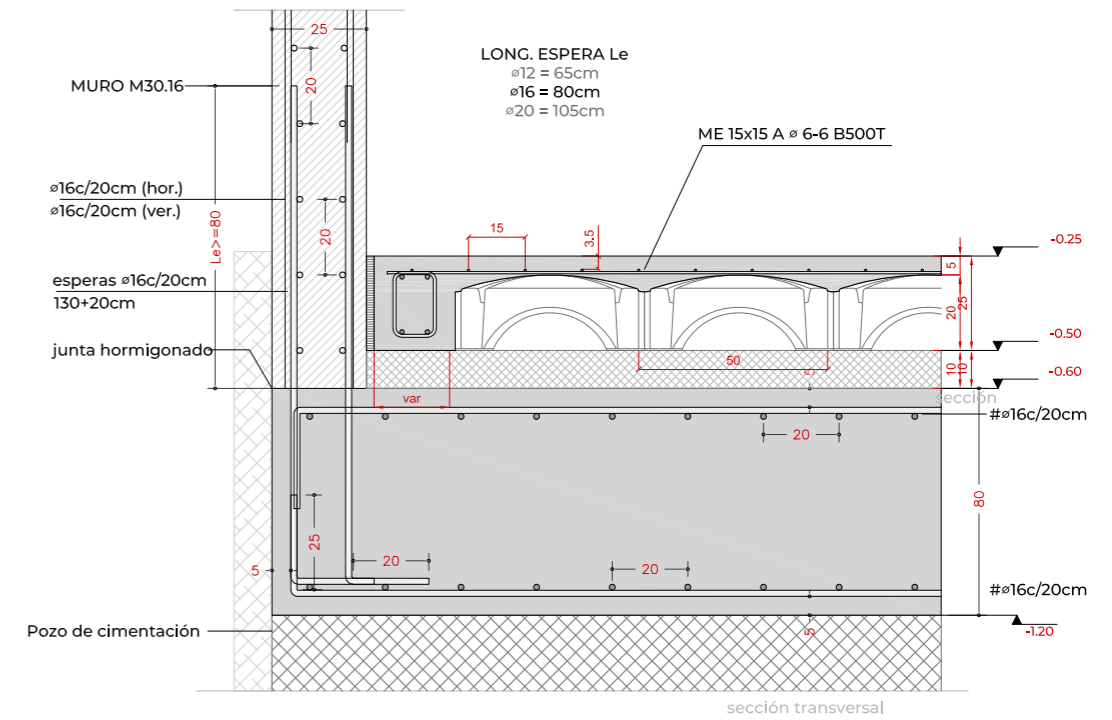 25
LONG. ESPERA Le
⌀12 = 65cm
⌀16 = 80cm
⌀20 = 105cm
MURO M30.16
20
ME 15x15 A ⌀ 6-6 B500T
⌀16c/20cm (hor.)
⌀16c/20cm (ver.)
Le>=80
20
15
3.5
-0.25
5
esperas ⌀16c/20cm
130+20cm
20
25
-0.50
junta hormigonado
50
5
10
10
-0.60
var
sección
#⌀16c/20cm
20
80
25
5
20
20
#⌀16c/20cm
Pozo de cimentación
5
-1.20
sección transversal